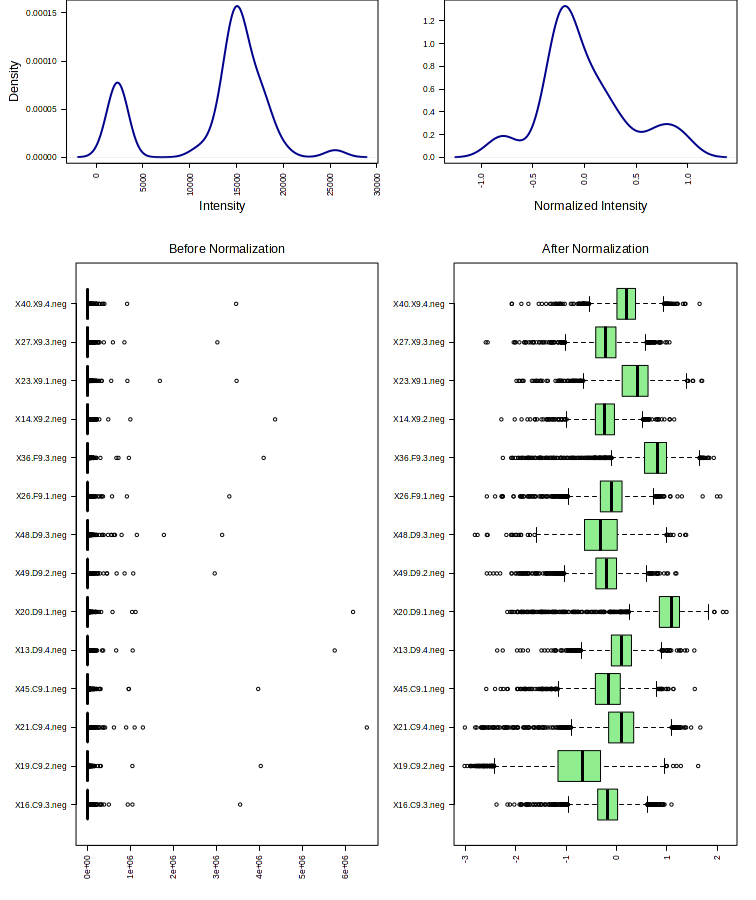 0.00015
0.00010
0.00005
0.00000
Density
0
5000
10000
15000
20000
25000
30000
Intensity
1.2
1.0
0.8
0.6
0.4
0.2
0.0
-1.0
-0.5
0.0
0.5
1.0
Normalized Intensity
Before Normalization
X40.X9.4.neg
X27.X9.3.neg
X23.X9.1.neg
X14.X9.2.neg
X36.F9.3.neg
X26.F9.1.neg
X48.D9.3.neg
X49.D9.2.neg
X20.D9.1.neg
X13.D9.4.neg
X45.C9.1.neg
X21.C9.4.neg
X19.C9.2.neg
X16.C9.3.neg
0e+00
1e+06
2e+06
3e+06
4e+06
5e+06
6e+06
After Normalization
X40.X9.4.neg
X27.X9.3.neg
X23.X9.1.neg
X14.X9.2.neg
X36.F9.3.neg
X26.F9.1.neg
X48.D9.3.neg
X49.D9.2.neg
X20.D9.1.neg
X13.D9.4.neg
X45.C9.1.neg
X21.C9.4.neg
X19.C9.2.neg
X16.C9.3.neg
-3
-2
-1
0
1
2